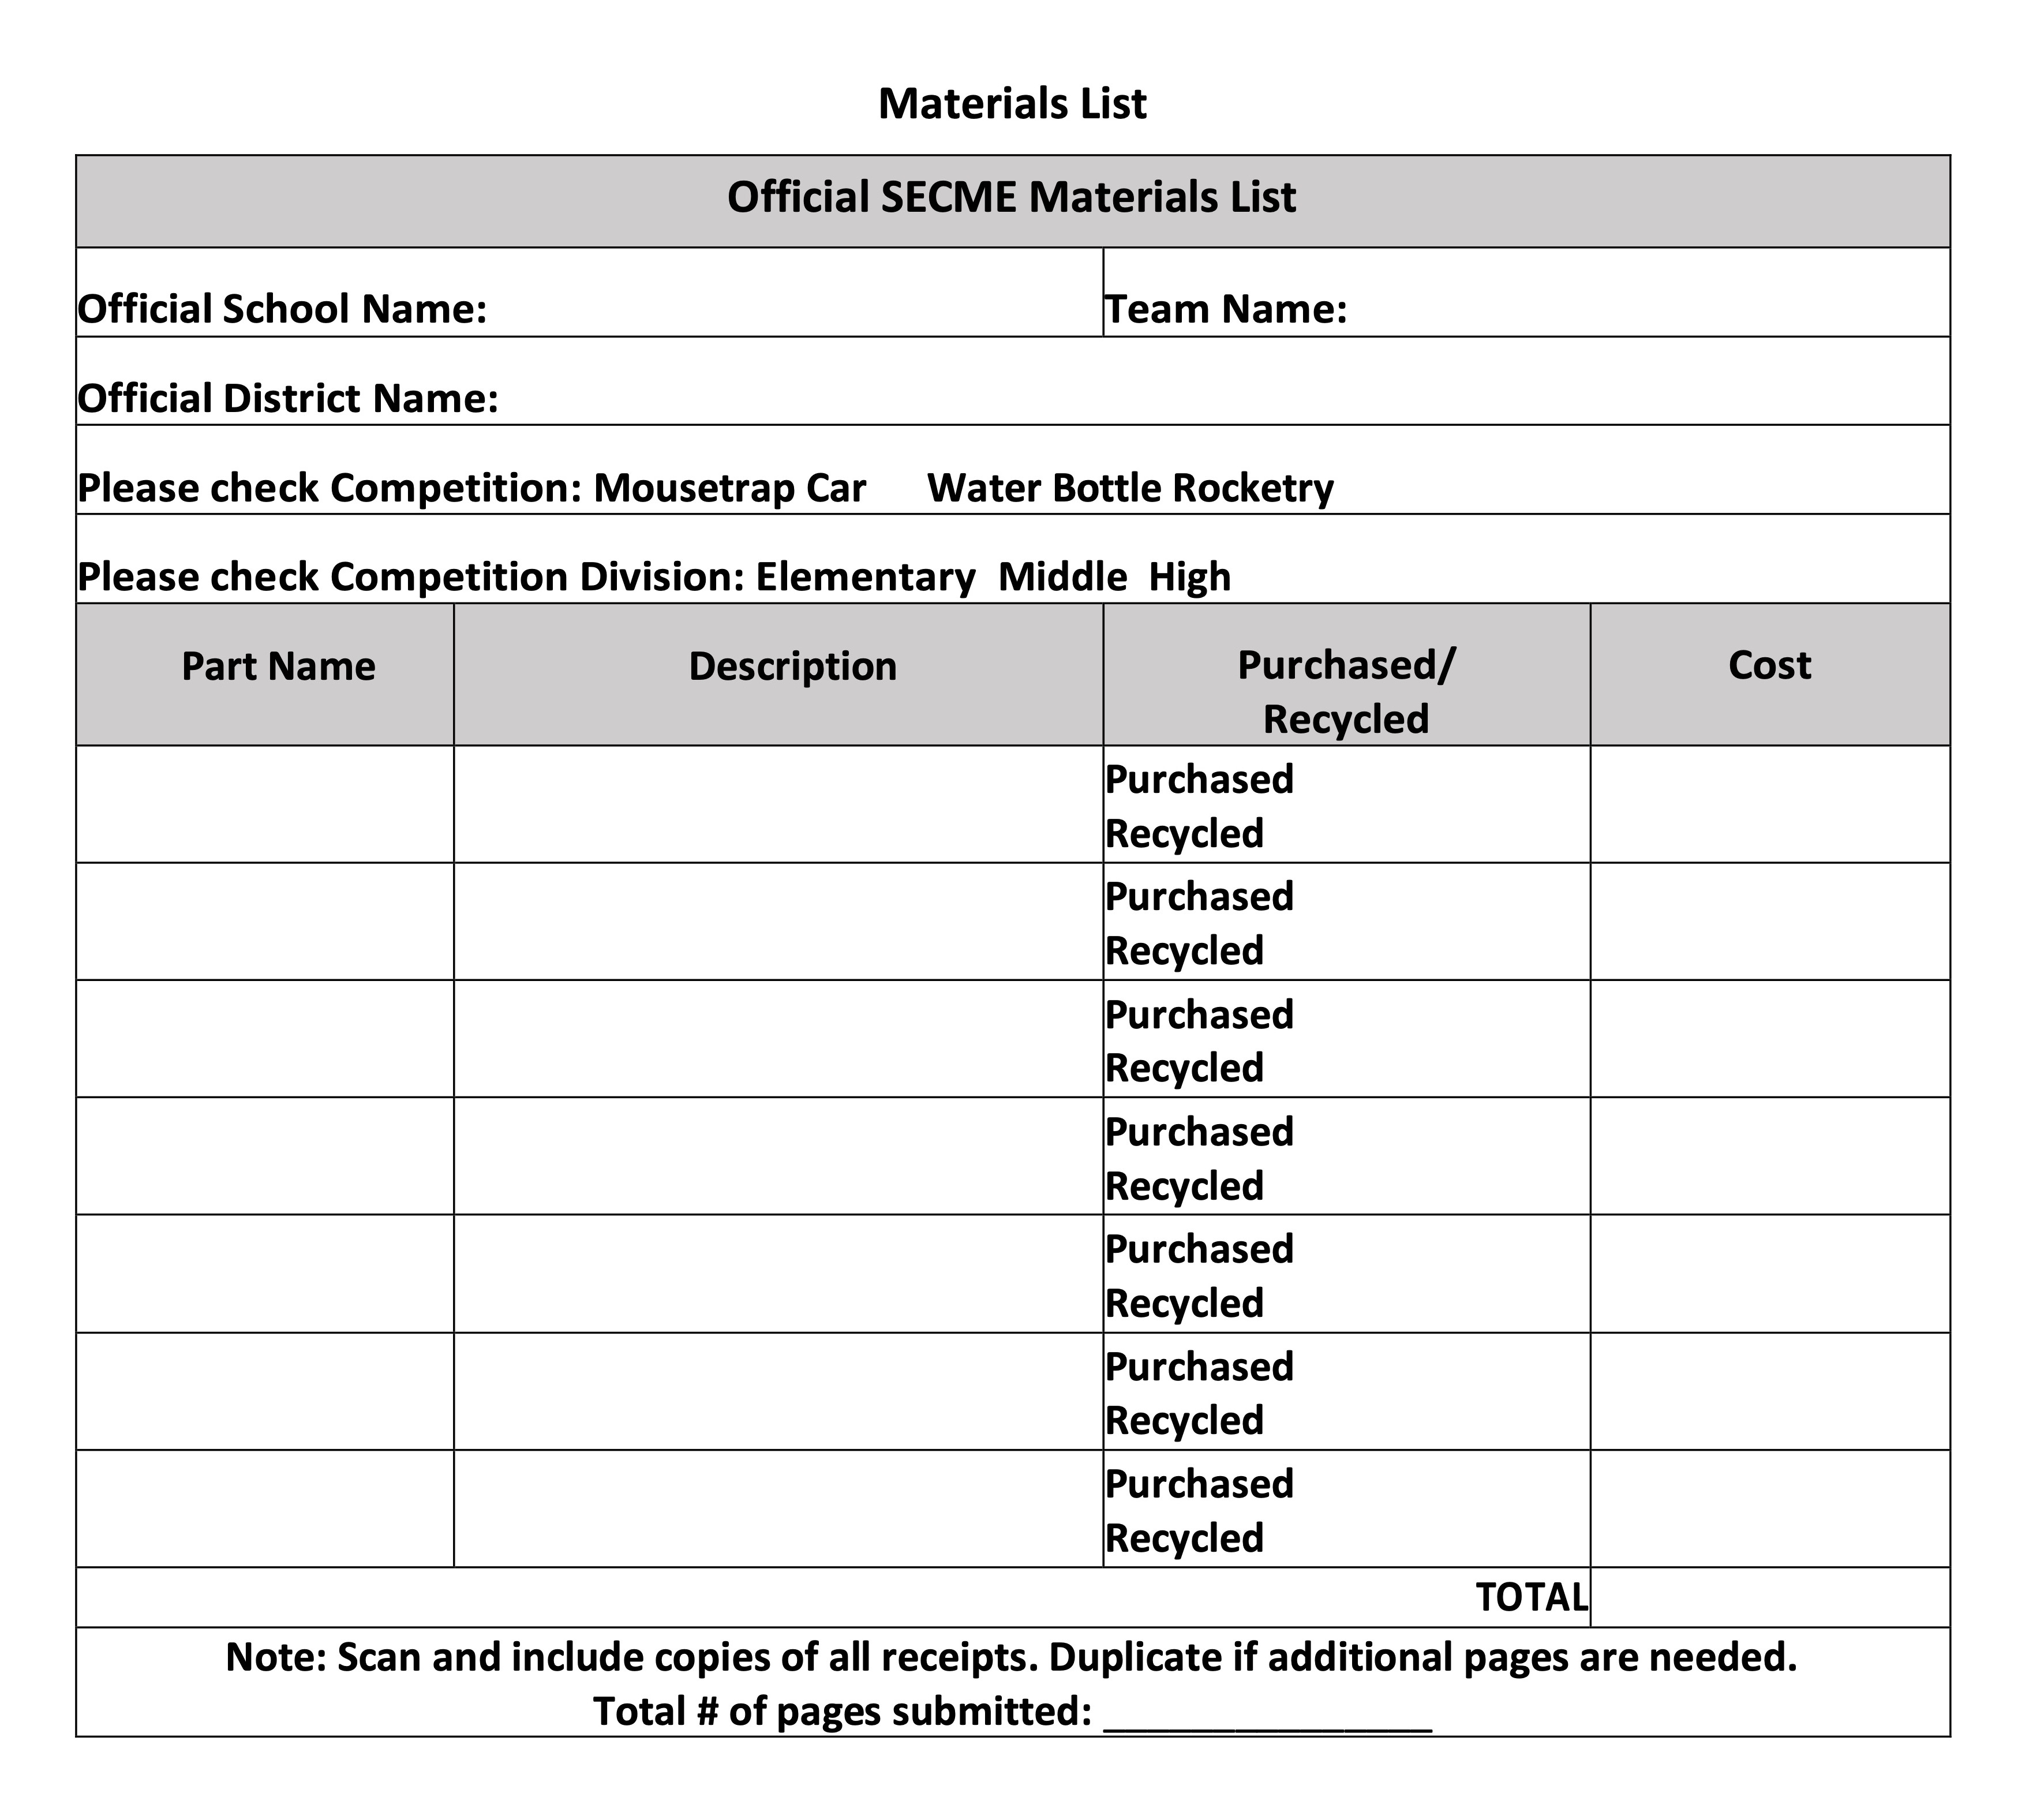 Materials List
Official SECME Materials List
Official School Name: Team Name:
Official District Name:
Please check Competition: Mousetrap Car Water Bottle Rocketry
Please check Competition Division: Elementary Middle High
Part Name Description Purchased/ Recycled Cost
Purchased
Recycled
Purchased
Recycled
Purchased
Recycled
Purchased
Recycled
Purchased
Recycled
Purchased
Recycled
Purchased
Recycled
TOTAL
Note: Scan and include copies of all receipts. Duplicate if additional pages are needed.
Total # of pages submitted: _______________